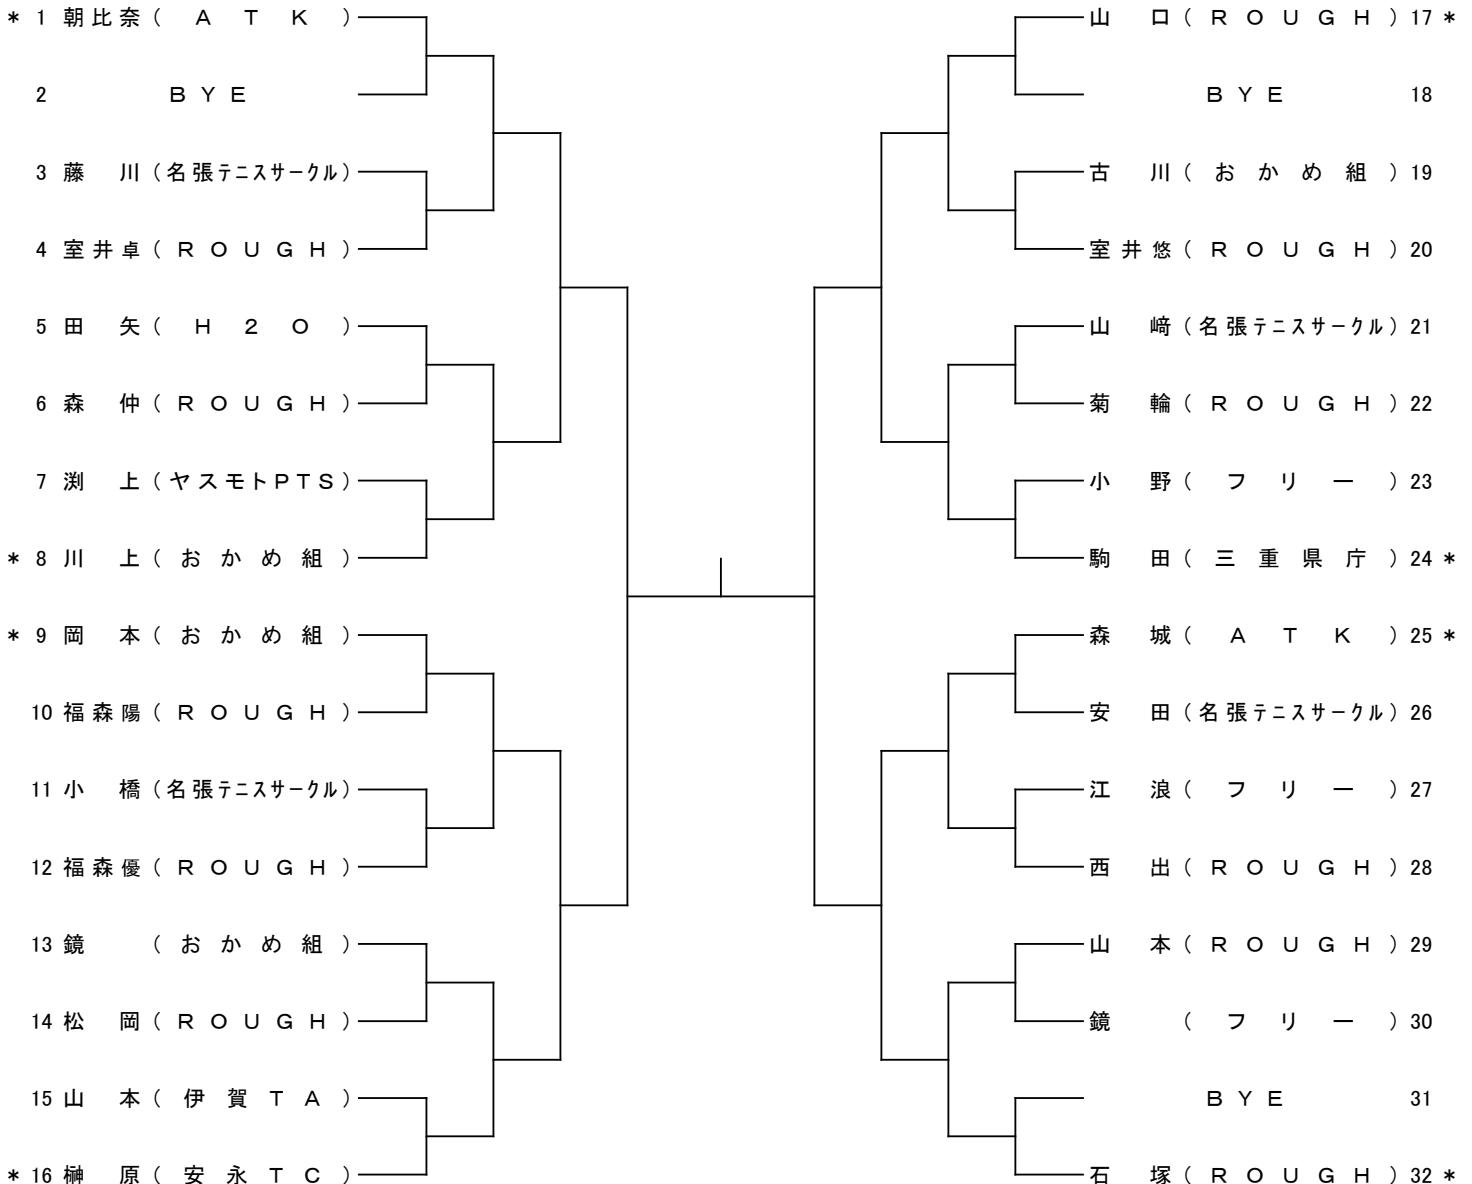 * 1 朝比奈（ＡＴＫ）
2 ＢＹＥ
3 藤川（名張ﾃﾆｽｻｰｸﾙ）
4 室井卓（ＲＯＵＧＨ）
5 田矢（Ｈ２Ｏ）
6 森仲（ＲＯＵＧＨ）
7 渕上（ヤスモトＰＴＳ）
* 8 川上（おかめ組）
* 9 岡本（おかめ組）
10 福森陽（ＲＯＵＧＨ）
11 小橋（名張ﾃﾆｽｻｰｸﾙ）
12 福森優（ＲＯＵＧＨ）
13 鏡（おかめ組）
14 松岡（ＲＯＵＧＨ）
15 山本（伊賀ＴＡ）
* 16 榊原（安永ＴＣ）
山口（ＲＯＵＧＨ）17 *
ＢＹＥ 18
古川（おかめ組）19
室井悠（ＲＯＵＧＨ）20
山﨑（名張ﾃﾆｽｻｰｸﾙ）21
菊輪（ＲＯＵＧＨ）22
小野（フリー）23
駒田（三重県庁）24 *
森城（ＡＴＫ）25 *
安田（名張ﾃﾆｽｻｰｸﾙ）26
江浪（フリー）27
西出（ＲＯＵＧＨ）28
山本（ＲＯＵＧＨ）29
鏡（フリー）30
ＢＹＥ 31
石塚（ＲＯＵＧＨ）32 *